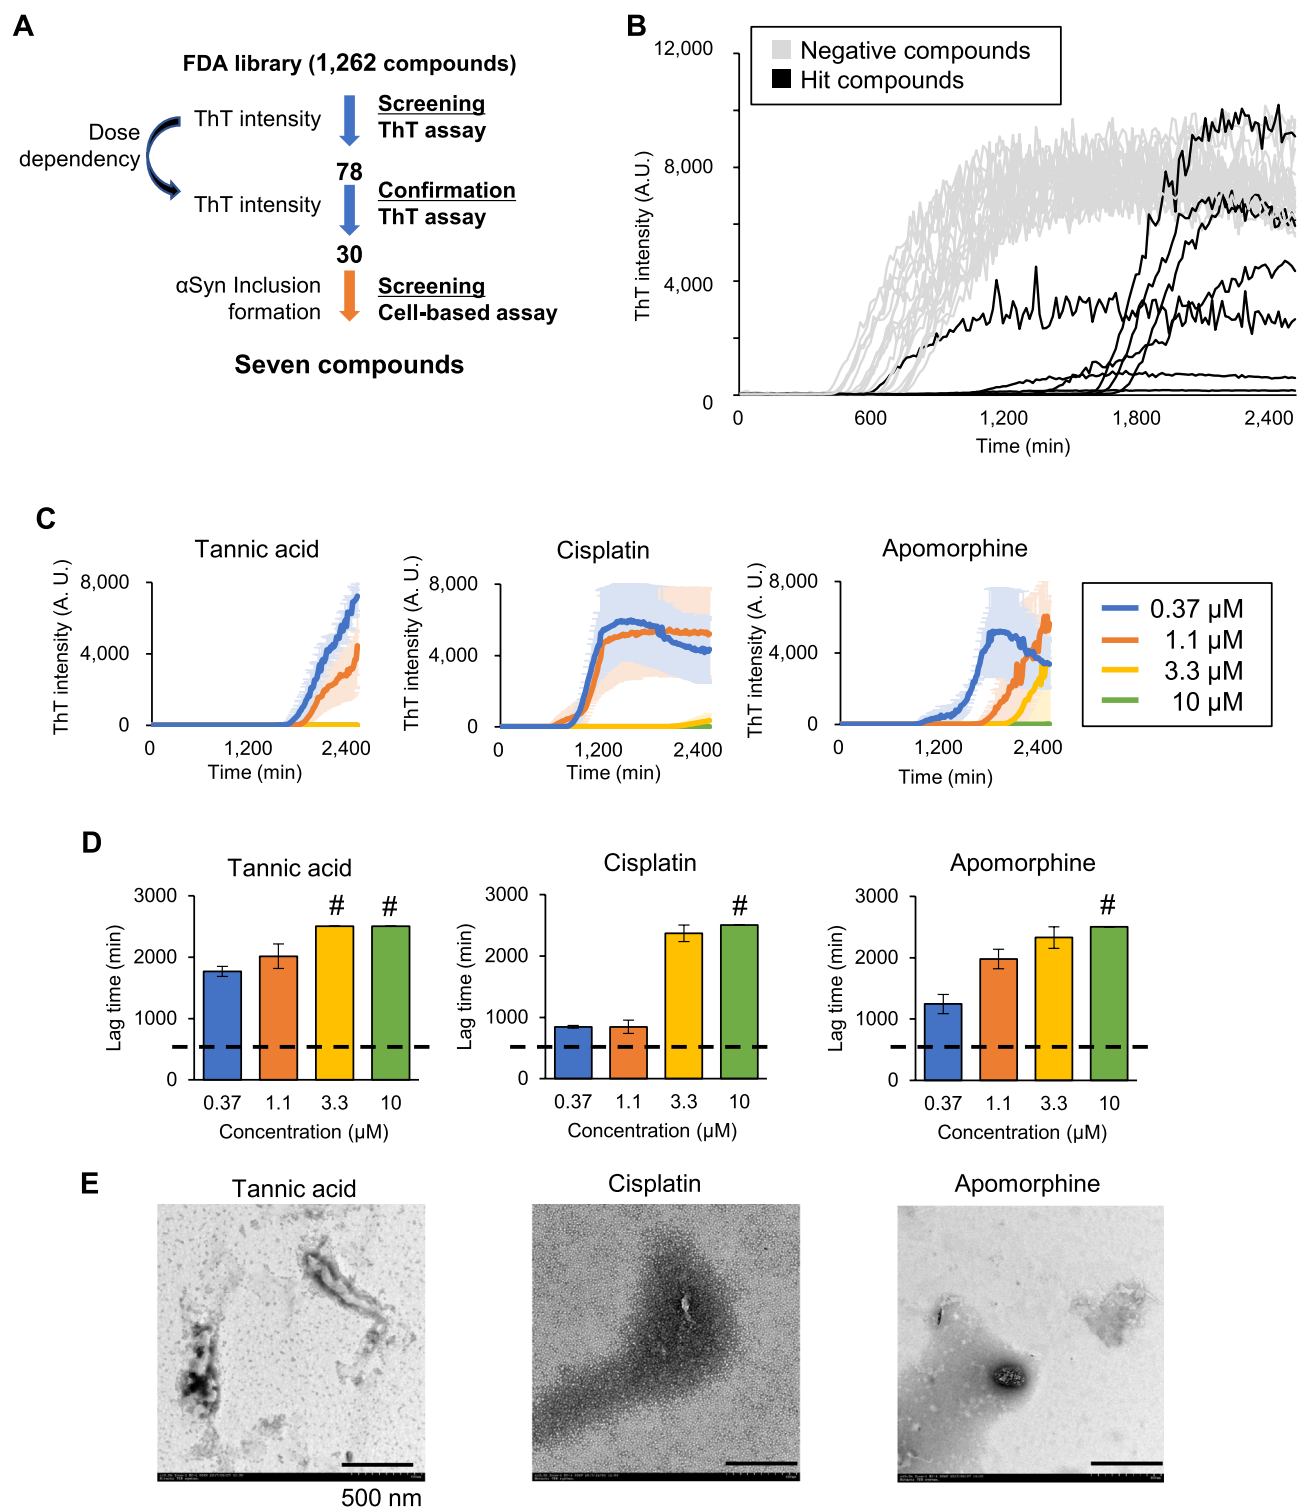 A
FDA library (1,262 compounds)
Dose
dependency
ThT intensity
Screening
ThT assay
78
ThT intensity
Confirmation
ThT assay
30
αSyn Inclusion
formation
Screening
Cell-based assay
Seven compounds
B
Negative compounds
Hit compounds
ThT intensity (A.U.)
12,000
8,000
4,000
0
0 600 1,200 1,800 2,400
Time (min)
C
Tannic acid
ThT intensity (A. U.)
8,000
4,000
0
0 1,200 2,400
Time (min)
Cisplatin
ThT intensity (A. U.)
8,000
4,000
0
0 1,200 2,400
Time (min)
Apomorphine
ThT intensity (A. U.)
8,000
4,000
0
0 1,200 2,400
Time (min)
0.37 µM
1.1 µM
3.3 µM
10 µM
D
Tannic acid
Lag time (min)
3000
2000
1000
0
# #
0.37 1.1 3.3 10
Concentration (µM)
Cisplatin
Lag time (min)
3000
2000
1000
0
#
0.37 1.1 3.3 10
Concentration (µM)
Apomorphine
Lag time (min)
3000
2000
1000
0
#
0.37 1.1 3.3 10
Concentration (µM)
E
Tannic acid
Cisplatin
Apomorphine
500 nm